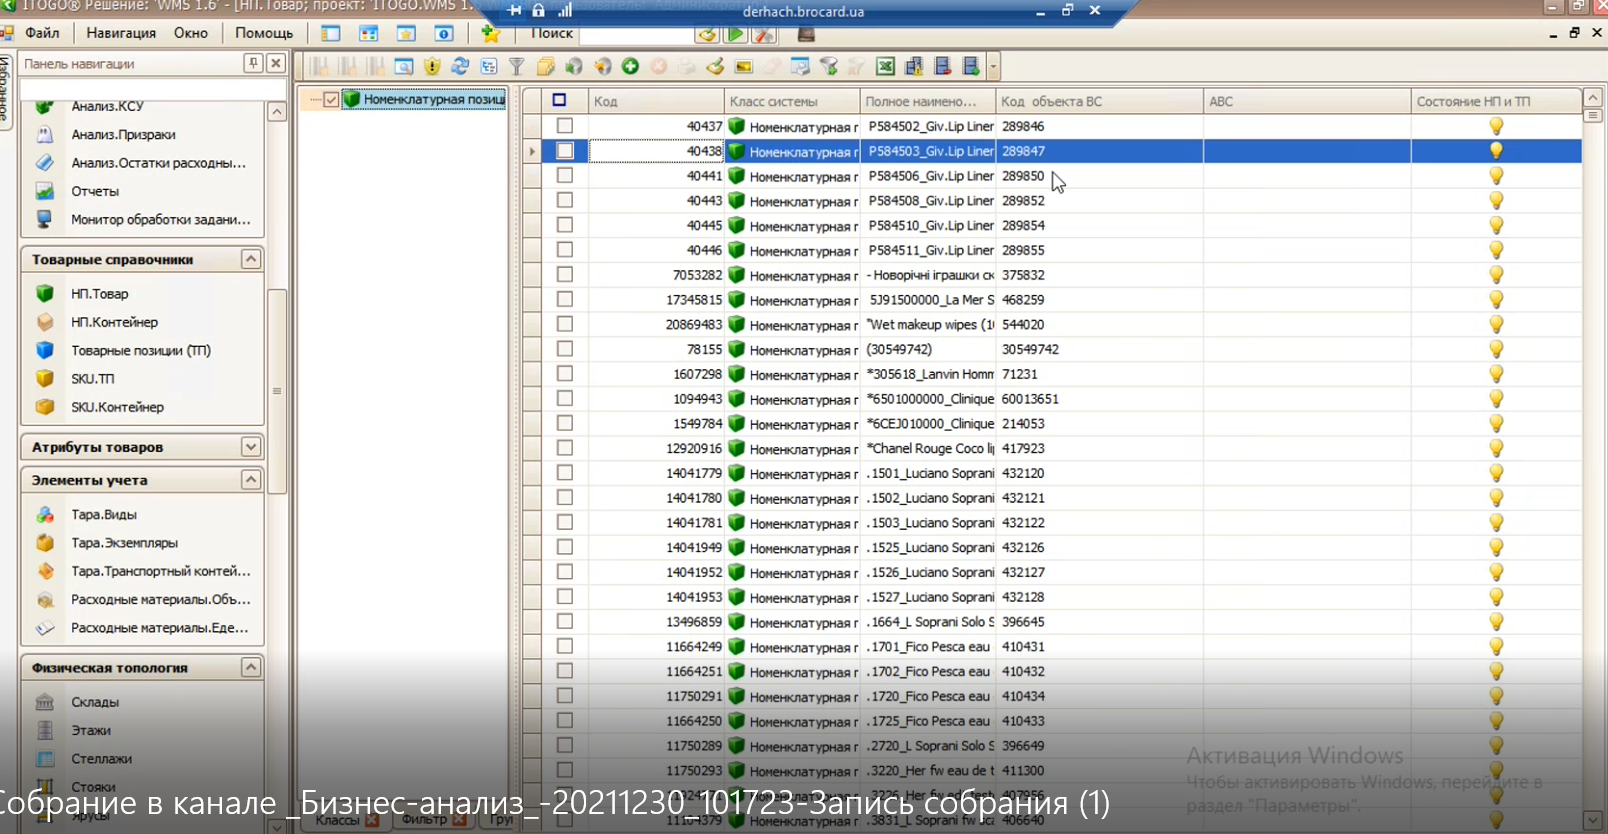 ITOGO® Решение: 'WMS 1.6' - [НП.Товар; проект: 'ITOGO.WMS 1.6
derhach.brocard.ua
Файл Навигация Окно Помощь Поиск
Избранное
Панель навигации
Анализ.КСУ
Анализ.Призраки
Анализ.Остатки расходны...
Отчеты
Монитор обработки задани...
Товарные справочники
НП.Товар
НП.Контейнер
Товарные позиции (ТП)
SKU.ТП
SKU.Контейнер
Атрибуты товаров
Элементы учета
Тара.Виды
Тара.Экземпляры
Тара.Транспортный контей...
Расходные материалы.Объ...
Расходные материалы.Еде...
Физическая топология
Склады
Этажи
Стеллажи
Стояки
Ярусы
Номенклатурная позиц
Классы Фильтр Гру
Код Класс системы Полное наимено... Код объекта ВС ABC Состояние НП и ТП
40437 Номенклатурная г P584502_Giv.Lip Liner 289846
40438 Номенклатурная г P584503_Giv.Lip Liner 289847
40441 Номенклатурная г P584506_Giv.Lip Liner 289850
40443 Номенклатурная г P584508_Giv.Lip Liner 289852
40445 Номенклатурная г P584510_Giv.Lip Liner 289854
40446 Номенклатурная г P584511_Giv.Lip Liner 289855
7053282 Номенклатурная г - Новорічні іграшки ск 375832
17345815 Номенклатурная г 5J91500000_La Mer S 468259
20869483 Номенклатурная г "Wet makeup wipes (1 544020
78155 Номенклатурная г (30549742) 30549742
1607298 Номенклатурная г *305618_Lanvin Homm 71231
1094943 Номенклатурная г *6501000000_Clinique 60013651
1549784 Номенклатурная г *6CEJ010000_Clinique 214053
12920916 Номенклатурная г *Chanel Rouge Coco li 417923
14041779 Номенклатурная г .1501_Luciano Soprani 432120
14041780 Номенклатурная г .1502_Luciano Soprani 432121
14041781 Номенклатурная г .1503_Luciano Soprani 432122
14041949 Номенклатурная г .1525_Luciano Soprani 432126
14041952 Номенклатурная г .1526_Luciano Soprani 432127
14041953 Номенклатурная г .1527_Luciano Soprani 432128
13496859 Номенклатурная г .1664_L Soprani Solo S 396645
11664249 Номенклатурная г .1701_Fico Pesca eau 410431
11664251 Номенклатурная г .1702_Fico Pesca eau 410432
11750291 Номенклатурная г .1720_Fico Pesca eau 410434
11664250 Номенклатурная г .1725_Fico Pesca eau 410433
11750289 Номенклатурная г .2720_L Soprani Solo S 396649
11750293 Номенклатурная г .3220_Her fw eau de t 411300
407956
11104379 Номенклатурная г .3831_L Soprani fw 406640
Активация Windows
Чтобы активировать Windows, перейдите в
раздел "Параметры".
Собрание в канале _Бизнес-анализ_-20211230_101723-Запись собрания (1)